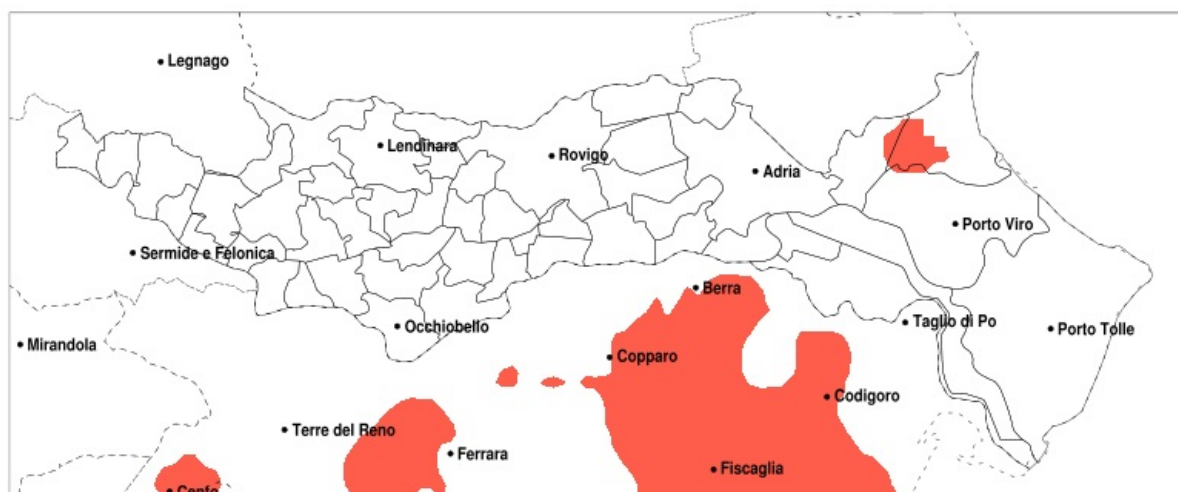 Legnago
Lendinara
Rovigo
Adria
Porto Viro
Sermide e Felonica
Berra
Taglio di Po
Porto Tolle
Occhiobello
Mirandola
Copparo
Codigoro
Terre del Reno
Ferrara
Fiscaglia
Cento